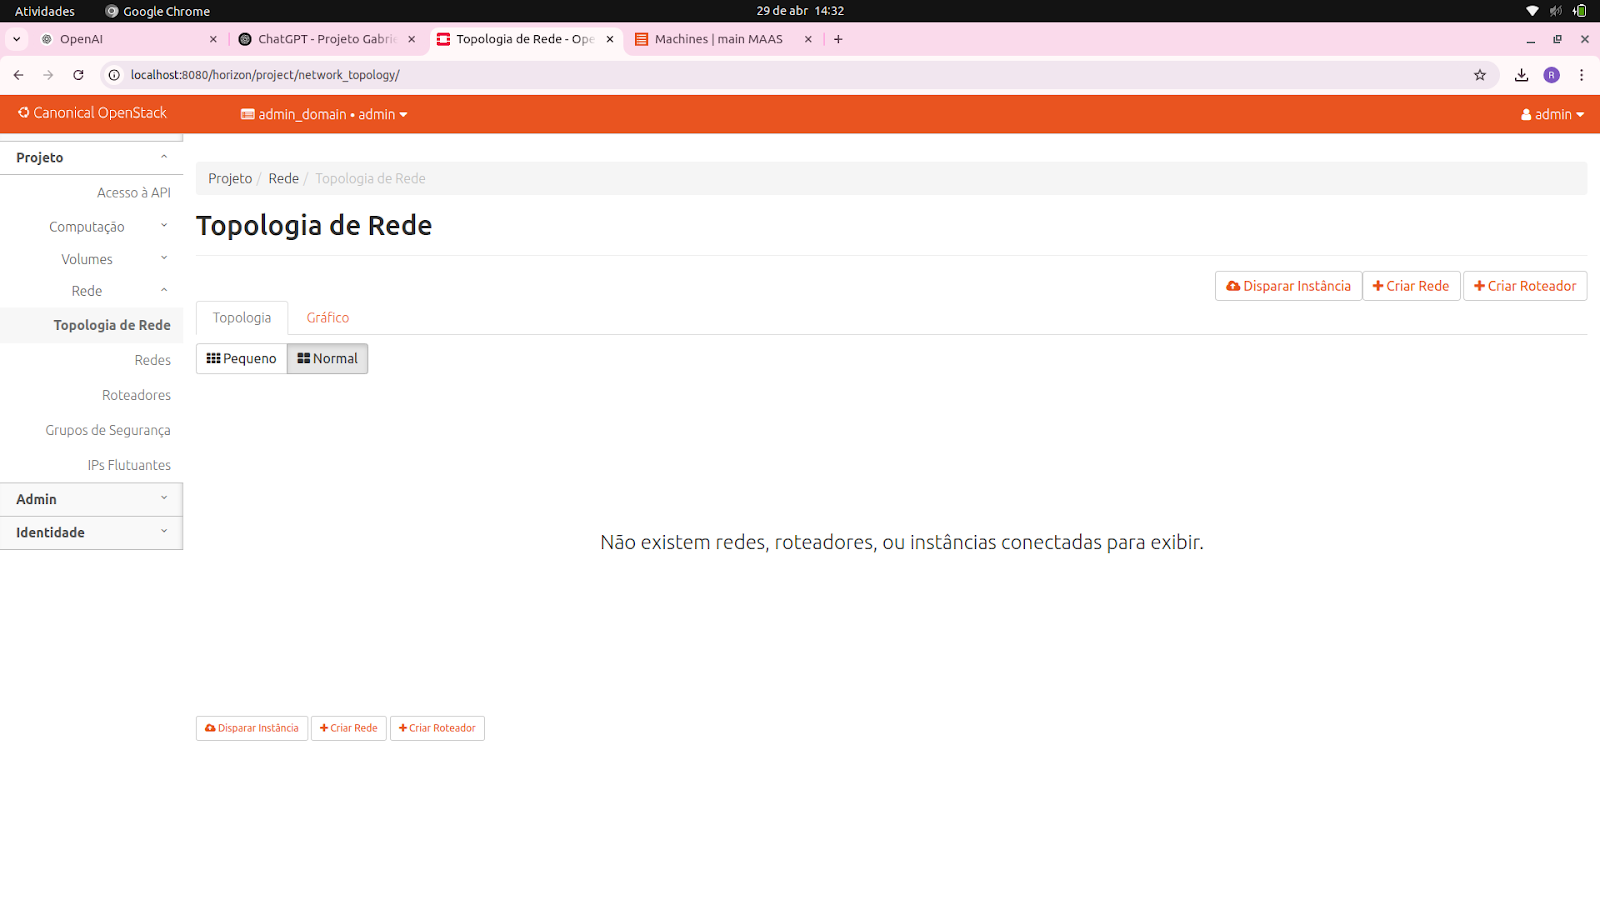 Atividades
Google Chrome
29 de abr 14:32
OpenAI
ChatGPT - Projeto Gabrie
Topologia de Rede - Ope
Machines | main MAAS
localhost:8080/horizon/project/network_topology/
R
Canonical OpenStack
admin_domain • admin
admin
Projeto
Acesso à API
Computação
Volumes
Rede
Topologia de Rede
Redes
Roteadores
Grupos de Segurança
IPs Flutuantes
Admin
Identidade
Projeto / Rede / Topologia de Rede
Topologia de Rede
Disparar Instância
+ Criar Rede
+ Criar Roteador
Topologia
Gráfico
Pequeno
Normal
Não existem redes, roteadores, ou instâncias conectadas para exibir.
Disparar Instância
+ Criar Rede
+ Criar Roteador